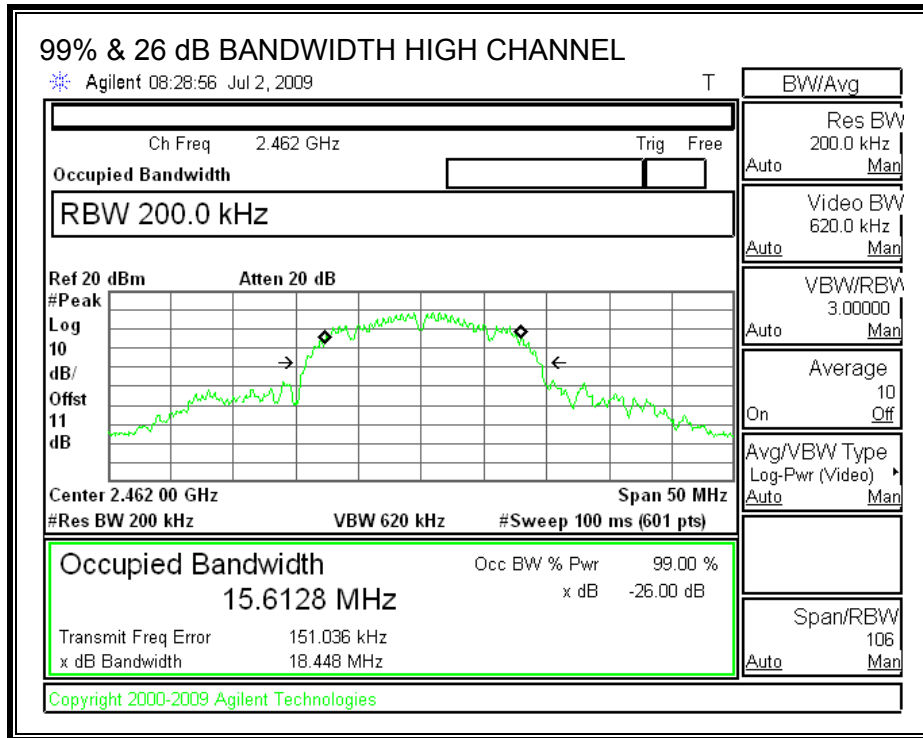 99% & 26 dB BANDWIDTH HIGH CHANNEL
Agilent 08:28:56 Jul 2, 2009 T
Ch Freq 2.462 GHz Trig Free
Occupied Bandwidth
RBW 200.0 kHz
Ref 20 dBm Atten 20 dB
#Peak
Log
10
dB/
Offst
11
dB
Center 2.462 00 GHz Span 50 MHz
#Res BW 200 kHz VBW 620 kHz #Sweep 100 ms (601 pts)
Occupied Bandwidth Occ BW % Pwr 99.00 %
15.6128 MHz x dB -26.00 dB
Transmit Freq Error 151.036 kHz
x dB Bandwidth 18.448 MHz
Copyright 2000-2009 Agilent Technologies
BW/Avg
Res BW
200.0 kHz
Auto Man
Video BW
620.0 kHz
Auto Man
VBW/RBW
3.00000
Auto Man
Average
10
On Off
Avg/VBW Type
Log-Pwr (Video)
Auto Man
Span/RBW
106
Auto Man